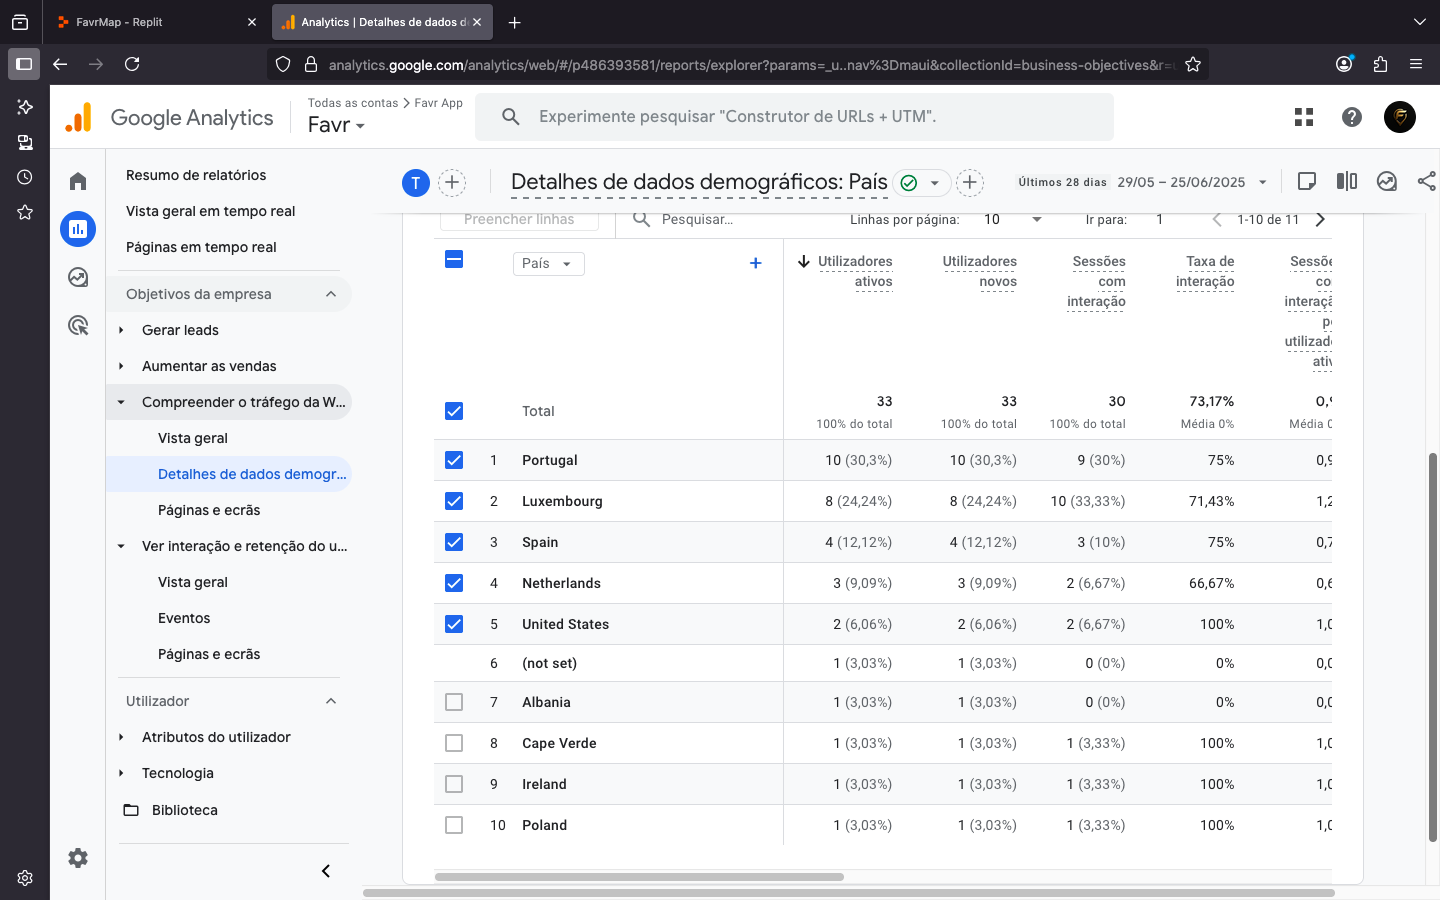 FavrMap - Replit
Analytics | Detalhes de dados d
analytics.google.com/analytics/web/#/p486393581/reports/explorer?params=_u..nav%3Dmaui&collectionId=business-objectives&r=
Google Analytics
Todas as contas > Favr App
Favr
Experimente pesquisar "Construtor de URLs + UTM".
Resumo de relatórios
Vista geral em tempo real
Páginas em tempo real
Objetivos da empresa
Gerar leads
Aumentar as vendas
Compreender o tráfego da W...
Vista geral
Detalhes de dados demogr...
Páginas e ecrãs
Ver interação e retenção do u...
Vista geral
Eventos
Páginas e ecrãs
Utilizador
Atributos do utilizador
Tecnologia
Biblioteca
T
Detalhes de dados demográficos: País
Últimos 28 dias 29/05 – 25/06/2025
Preencher linhas
Pesquisar...
Linhas por página: 10
Ir para: 1
1-10 de 11
País
Utilizadores
ativos
Utilizadores
novos
Sessões
com
interação
Taxa de
interação
Sessõe
co
interaçã
p
utilizad
ativ
Total
33
100% do total
33
100% do total
30
100% do total
73,17%
Média 0%
0,9
Média 0
1 Portugal 10 (30,3%) 10 (30,3%) 9 (30%) 75% 0,9
2 Luxembourg 8 (24,24%) 8 (24,24%) 10 (33,33%) 71,43% 1,2
3 Spain 4 (12,12%) 4 (12,12%) 3 (10%) 75% 0,7
4 Netherlands 3 (9,09%) 3 (9,09%) 2 (6,67%) 66,67% 0,6
5 United States 2 (6,06%) 2 (6,06%) 2 (6,67%) 100% 1,0
6 (not set) 1 (3,03%) 1 (3,03%) 0 (0%) 0% 0,0
7 Albania 1 (3,03%) 1 (3,03%) 0 (0%) 0% 0,0
8 Cape Verde 1 (3,03%) 1 (3,03%) 1 (3,33%) 100% 1,0
9 Ireland 1 (3,03%) 1 (3,03%) 1 (3,33%) 100% 1,0
10 Poland 1 (3,03%) 1 (3,03%) 1 (3,33%) 100% 1,0